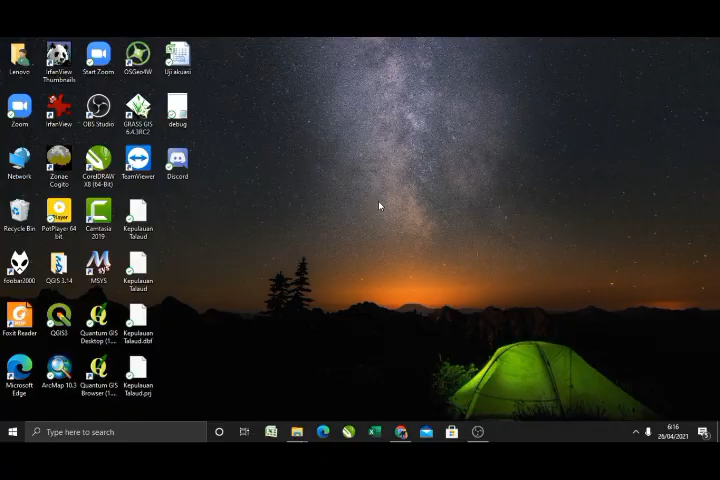 Lenovo
IrfanView
Thumbnails
Start Zoom
OSGeo4W
Uji akuasi
Zoom
IrfanView
OBS Studio
GRASS GIS
6.4.3RC2
debug
Network
Zonae
Cogito
CorelDRAW
X8 (64-Bit)
TeamViewer
Discord
Recycle Bin
PotPlayer 64
bit
Camtasia
2019
Kepulauan
Talaud
foobar2000
QGIS 3.14
MSYS
Kepulauan
Talaud
Foxit Reader
QGIS3
Quantum GIS
Desktop (1...
Kepulauan
Talaud.dbf
Microsoft
Edge
ArcMap 10.3
Quantum GIS
Browser (1...
Kepulauan
Talaud.prj
Type here to search
6:16
26/04/2021